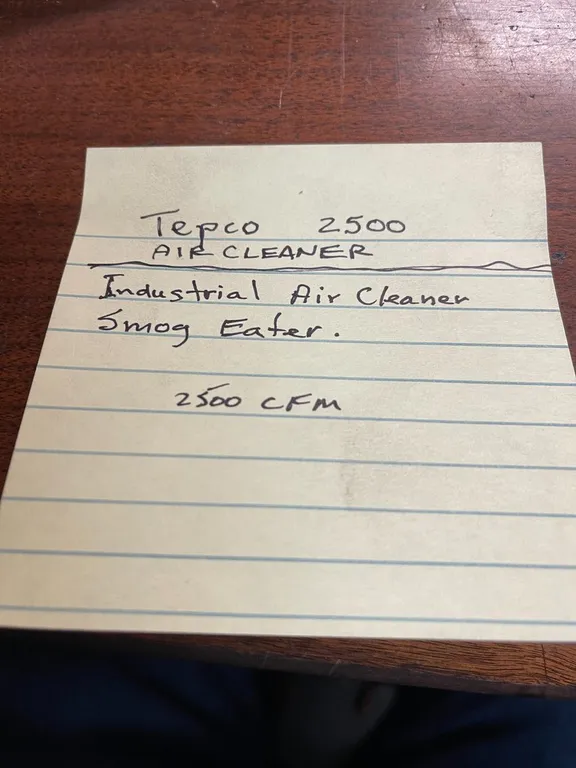 Tepco 2500
AIR CLEANER
Industrial Air Cleaner
Smog Eater.
2500 CFM